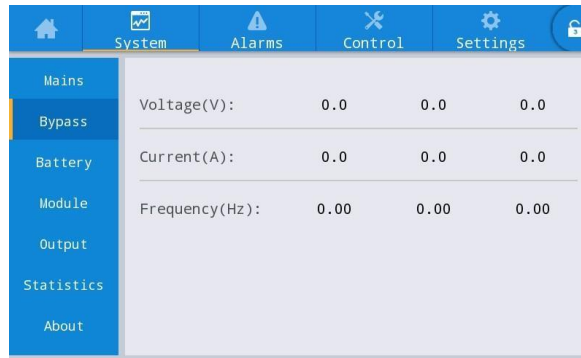 System Alarms Control Settings
Mains
Bypass
Battery
Module
Output
Statistics
About
Voltage(V): 0.0 0.0 0.0
Current(A): 0.0 0.0 0.0
Frequency(Hz): 0.00 0.00 0.00